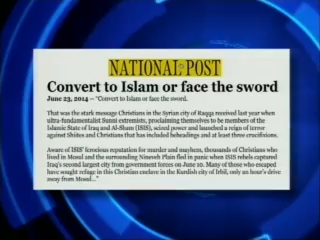 NATIONAL POST
Convert to Islam or face the sword
June 23, 2014 – "Convert to Islam or face the sword.
That was the stark message Christians in the Syrian city of Raqqa received last year when
ultra-fundamentalist Sunni extremists, proclaiming themselves to be members of the
Islamic State of Iraq and Al-Sham (ISIS), seized power and launched a reign of terror
against Shiites and Christians that has included beheadings and at least three crucifixions.
Aware of ISIS' ferocious reputation for murder and mayhem, thousands of Christians who
lived in Mosul and the surrounding Nineveh Plain fled in panic when ISIS rebels captured
Iraq's second largest city from government forces on June 10. Many of those who escaped
have sought refuge in this Christian enclave in the Kurdish city of Irbil, only an hour's drive
away from Mosul..."